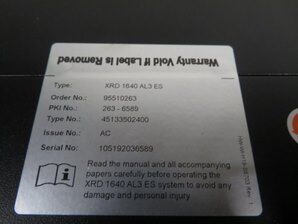 Warranty Void If Label Is Removed
Type: XRD 1640 AL3 ES
Order No.: 95510263
PKI No.: 263 - 6589
Type No.: 45133502400
Issue No.: AC
Serial No: 105192036589
Read the manual and all accompanying
papers carefully before operating the
XRD 1640 AL3 ES system to avoid any
damage and personal injury